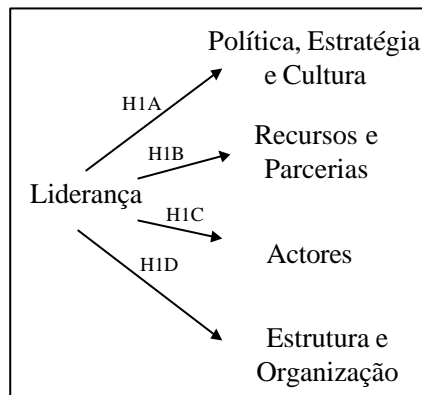 Política, Estratégia
e Cultura
H1A
Recursos e
Parcerias
H1B
Liderança
H1C
Actores
H1D
Estrutura e
Organização